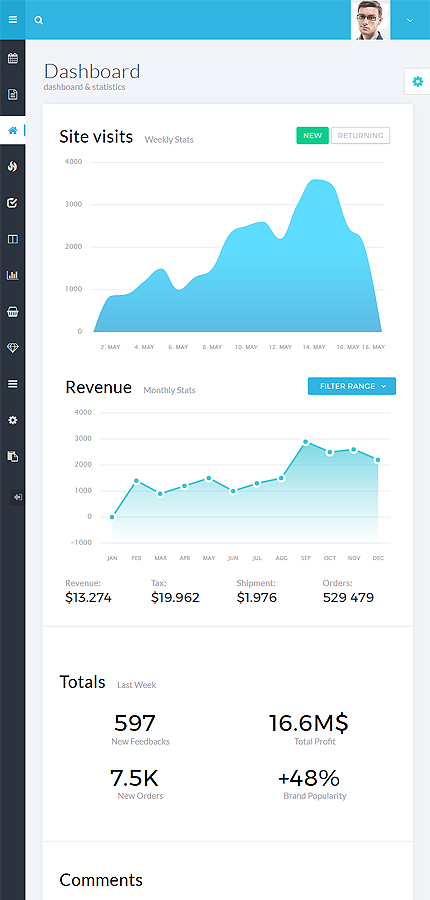 Dashboard
dashboard & statistics
Site visits Weekly Stats NEW RETURNING
4000
3000
2000
1000
0
2. MAY 4. MAY 6. MAY 8. MAY 10. MAY 12. MAY 14. MAY 16. MAY 18. MAY
Revenue Monthly Stats FILTER RANGE
4000
3000
2000
1000
0
-1000
JAN FEB MAR APR MAY JUN JUL AUG SEP OCT NOV DEC
Revenue: Tax: Shipment: Orders:
$13.274 $19.962 $1.976 529 479
Totals Last Week
597 16.6M$
New Feedbacks Total Profit
7.5K +48%
New Orders Brand Popularity
Comments